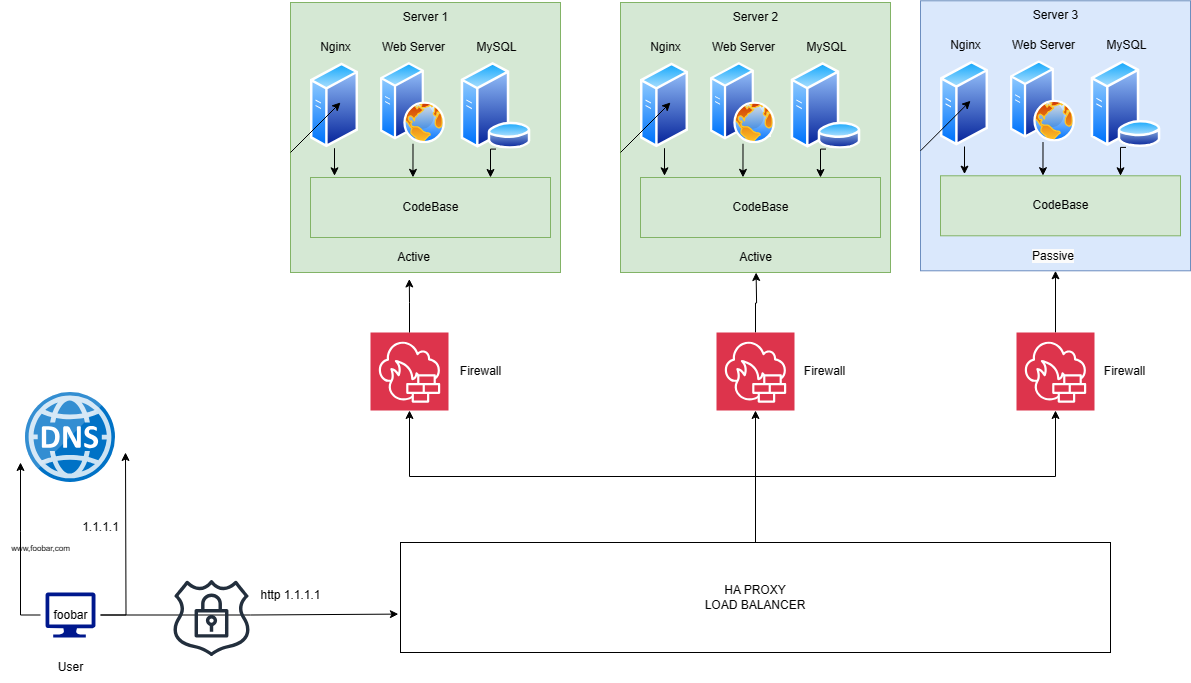 Server 1
Server 2
Server 3
Nginx
Web Server
MySQL
Nginx
Web Server
MySQL
Nginx
Web Server
MySQL
CodeBase
CodeBase
CodeBase
Active
Active
Passive
Firewall
Firewall
Firewall
DNS
1.1.1.1
www.foobar.com
foobar
User
http 1.1.1.1
HA PROXY
LOAD BALANCER